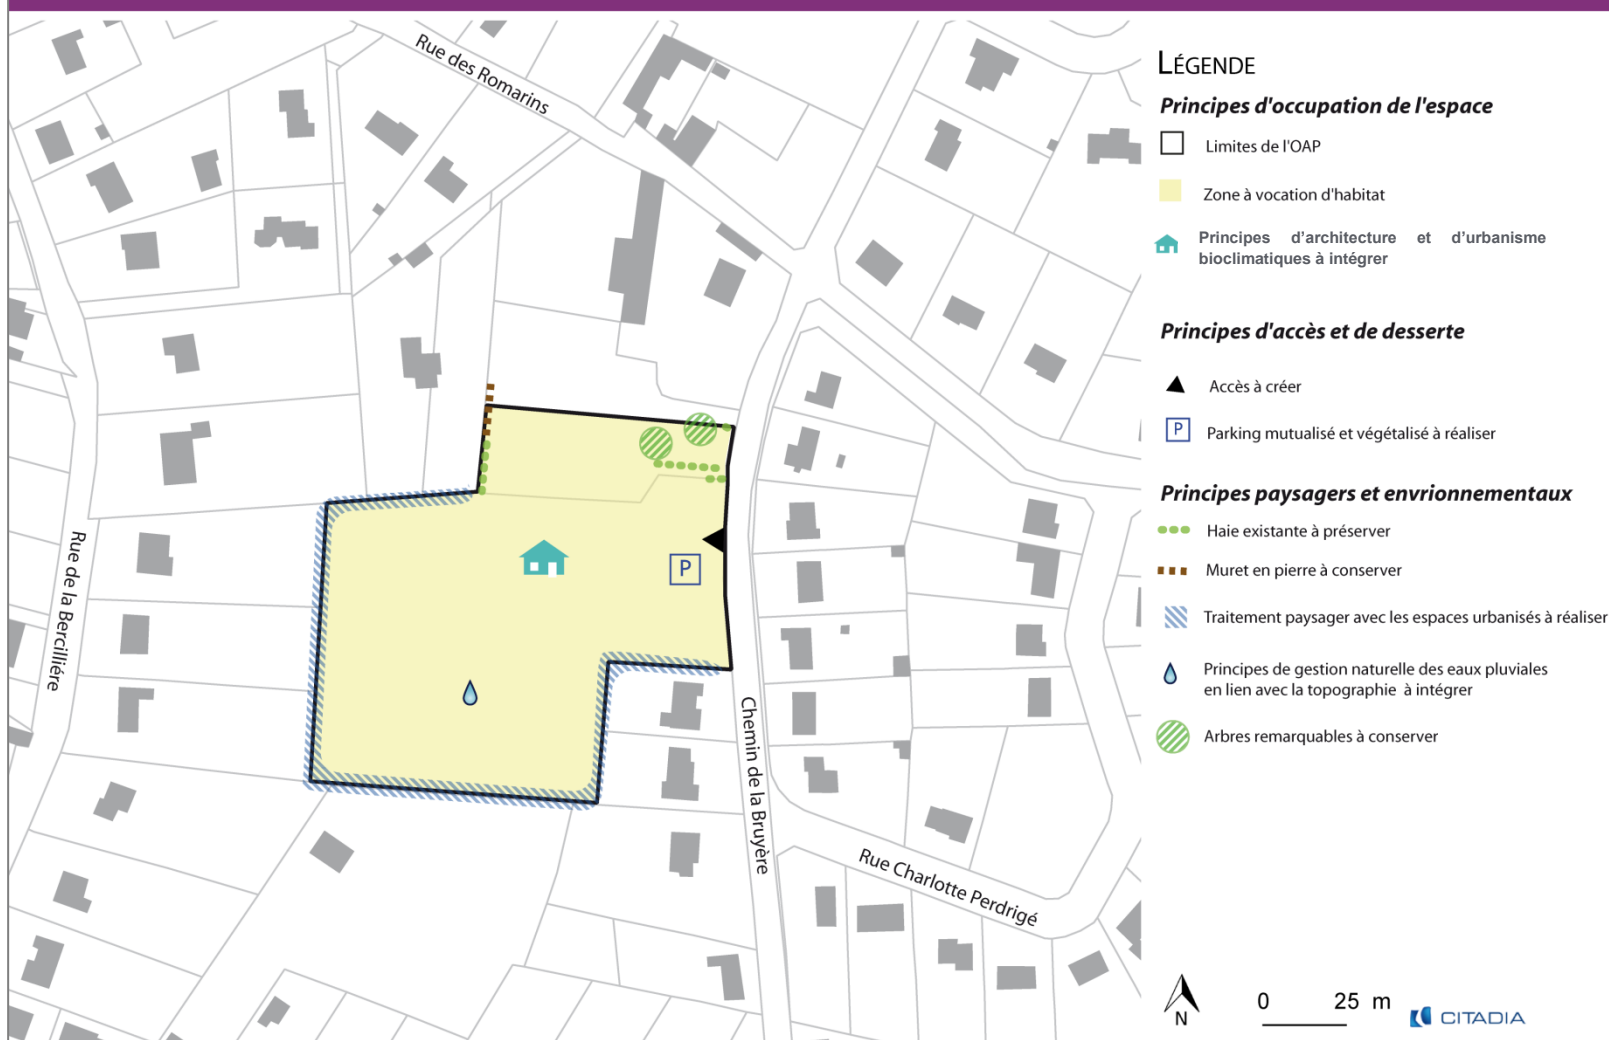 Rue des Romarins
Rue de la Bercilliére
Chemin de la Bruyère
Rue Charlotte Perdrigé
P
LÉGENDE
Principes d'occupation de l'espace
Limites de l'OAP
Zone à vocation d'habitat
Principes d'architecture et d'urbanisme
bioclimatiques à intégrer
Principes d'accès et de desserte
Accès à créer
P Parking mutualisé et végétalisé à réaliser
Principes paysagers et envrionnementaux
Haie existante à préserver
Muret en pierre à conserver
Traitement paysager avec les espaces urbanisés à réaliser
Principes de gestion naturelle des eaux pluviales
en lien avec la topographie à intégrer
Arbres remarquables à conserver
N
0 25 m
CITADIA